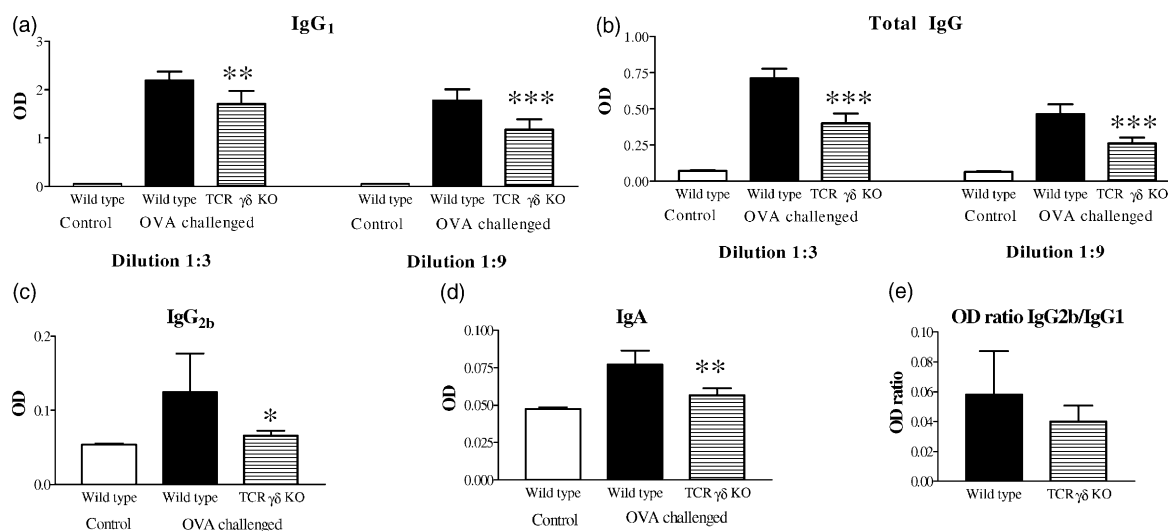 (a) IgG1
OD
3
2
1
0
**
***
Wild type Wild type TCR γδ KO Wild type Wild type TCR γδ KO
Control OVA challenged Control OVA challenged
Dilution 1:3 Dilution 1:9
(b) Total IgG
OD
1.00
0.75
0.50
0.25
0.00
***
***
Wild type Wild type TCR γδ KO Wild type Wild type TCR γδ KO
Control OVA challenged Control OVA challenged
Dilution 1:3 Dilution 1:9
(c) IgG2b
OD
0.2
0.1
0.0
*
Wild type Wild type TCR γδ KO
Control OVA challenged
(d) IgA
OD
0.100
0.075
0.050
0.025
0.000
**
Wild type Wild type TCR γδ KO
Control OVA challenged
(e) OD ratio IgG2b/IgG1
OD ratio
0.10
0.08
0.06
0.04
0.02
0.00
Wild type TCR γδ KO